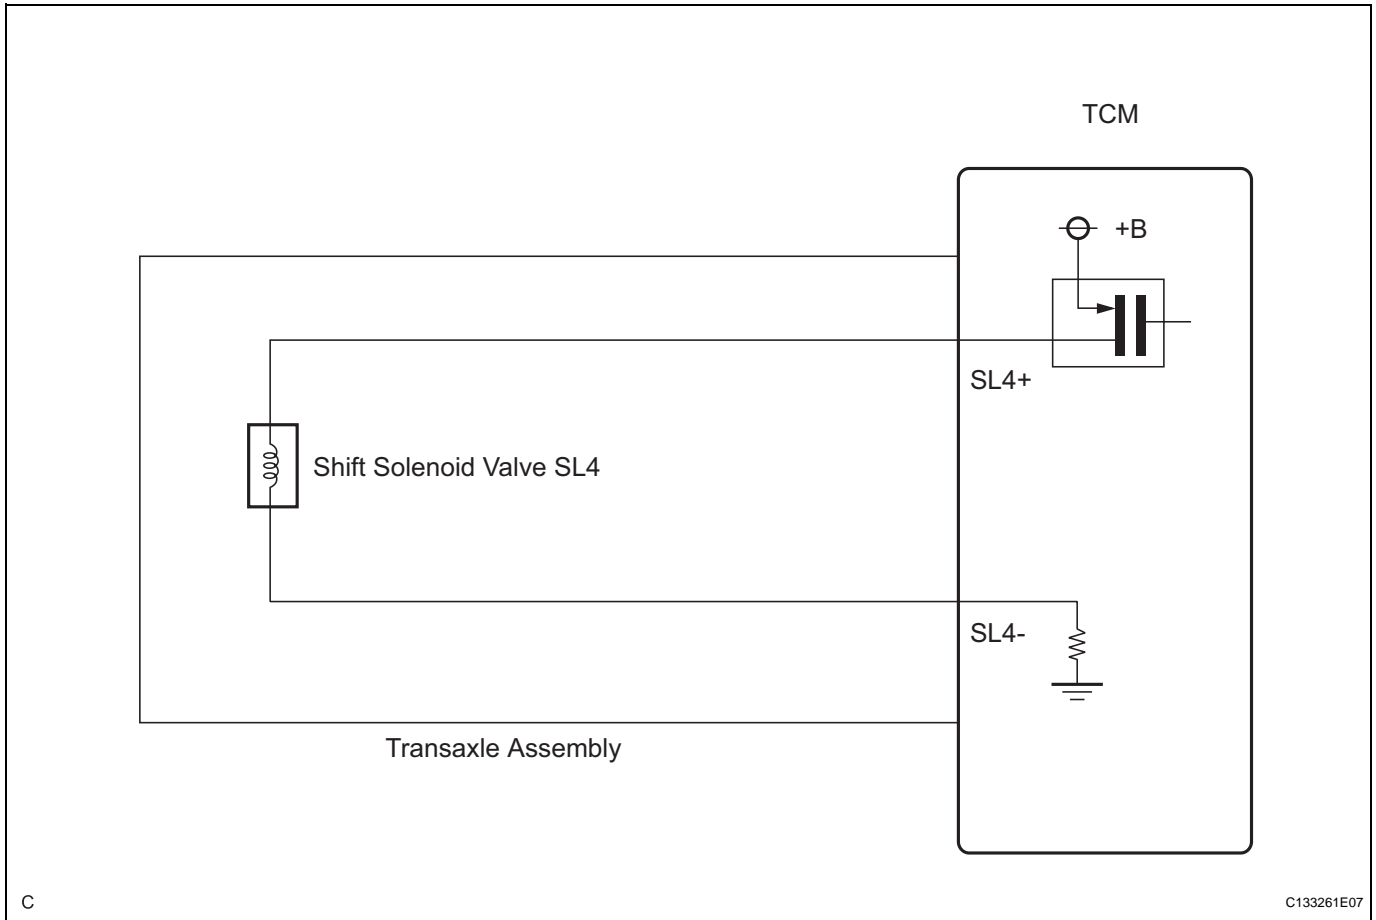 TCM
+B
SL4+
Shift Solenoid Valve SL4
SL4-
Transaxle Assembly
C
C133261E07